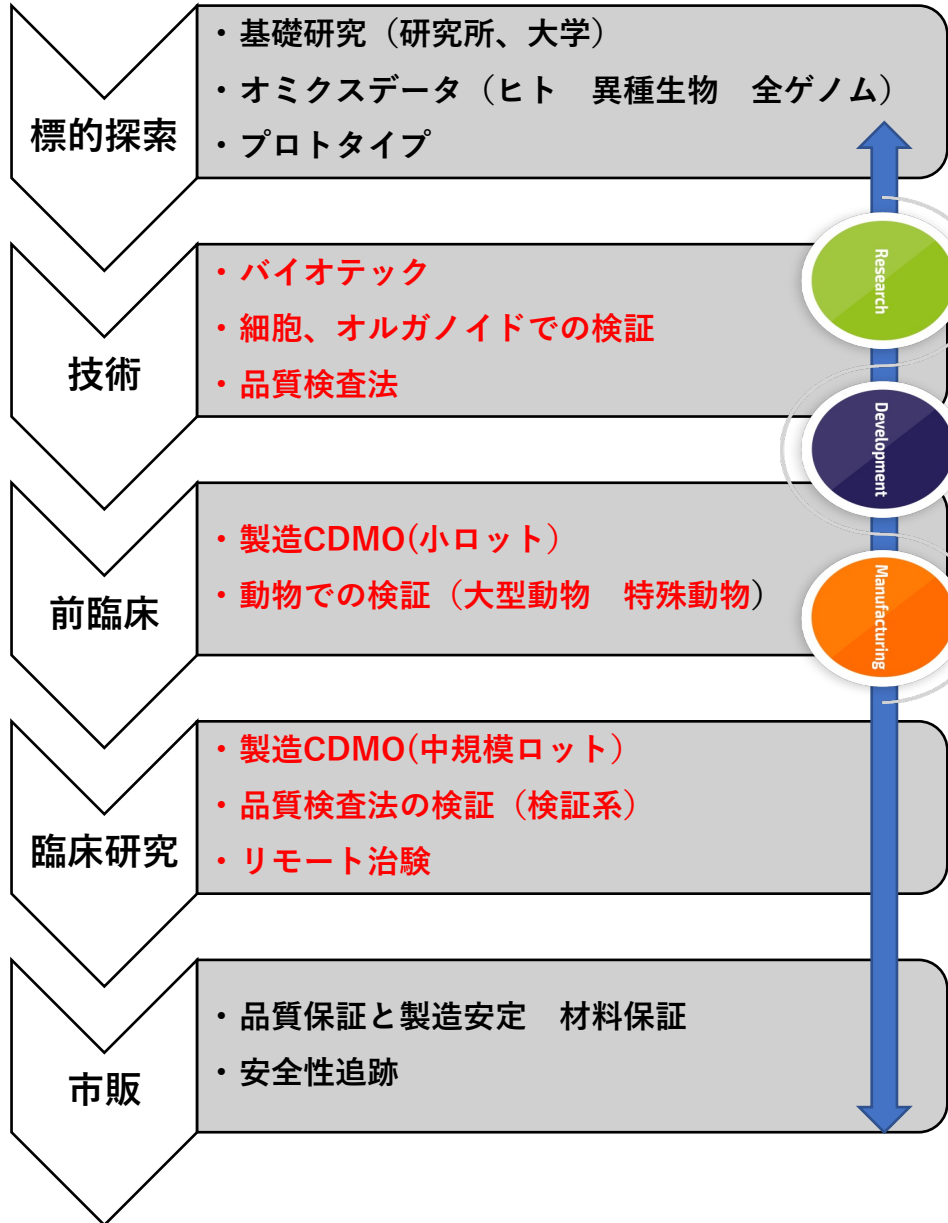 ・基礎研究（研究所、大学）
・オミクスデータ（ヒト　異種生物　全ゲノム）
・プロトタイプ
標的探索
・バイオテック
・細胞、オルガノイドでの検証
・品質検査法
技術
・製造CDMO(小ロット）
・動物での検証（大型動物　特殊動物）
前臨床
・製造CDMO(中規模ロット）
・品質検査法の検証（検証系）
・リモート治験
臨床研究
・品質保証と製造安定　材料保証
・安全性追跡
市販
Research
Development
Manufacturing